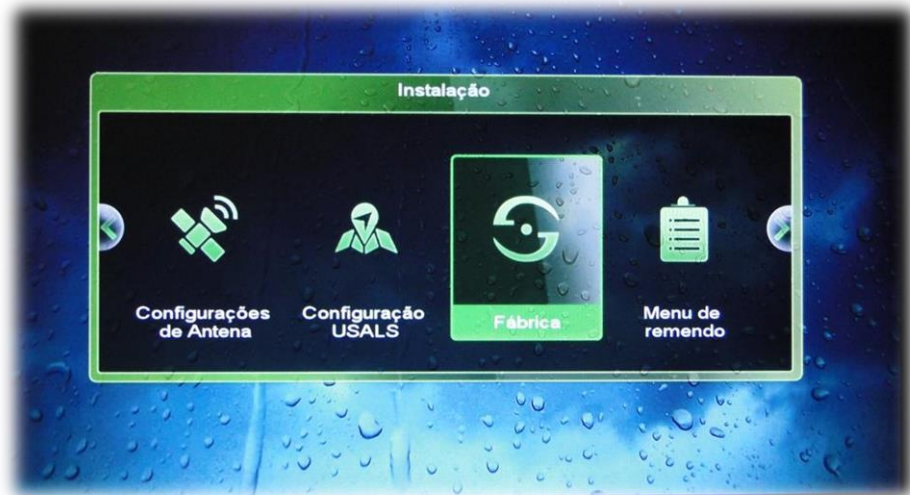 Instalação
Configurações
de Antena
Configuração
USALS
Fábrica
Menu de
remendo